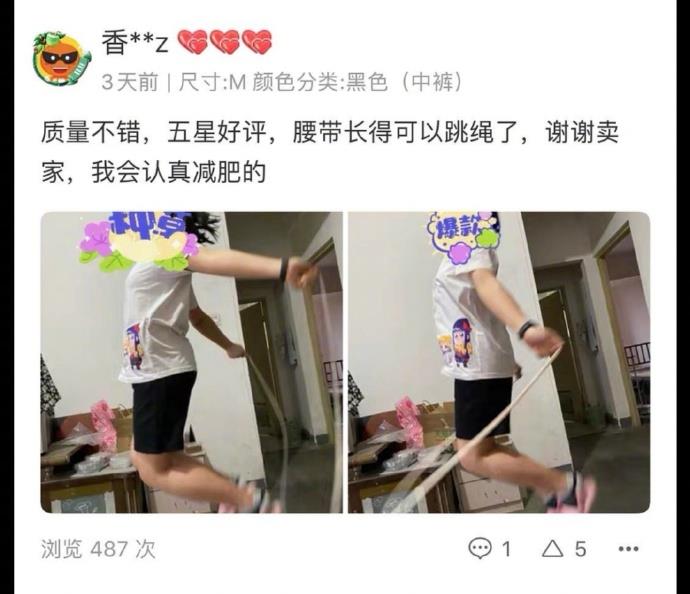 香**z
3天前 | 尺寸:M 颜色分类:黑色（中裤）
质量不错，五星好评，腰带长得可以跳绳了，谢谢卖
家，我会认真减肥的
种草
爆款
浏览 487 次
1
5